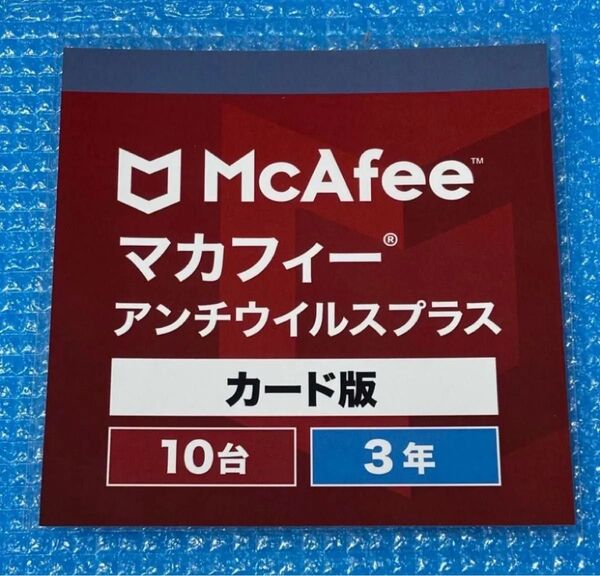 McAfee™
マカフィー®
アンチウイルスプラス
カード版
10台
3年